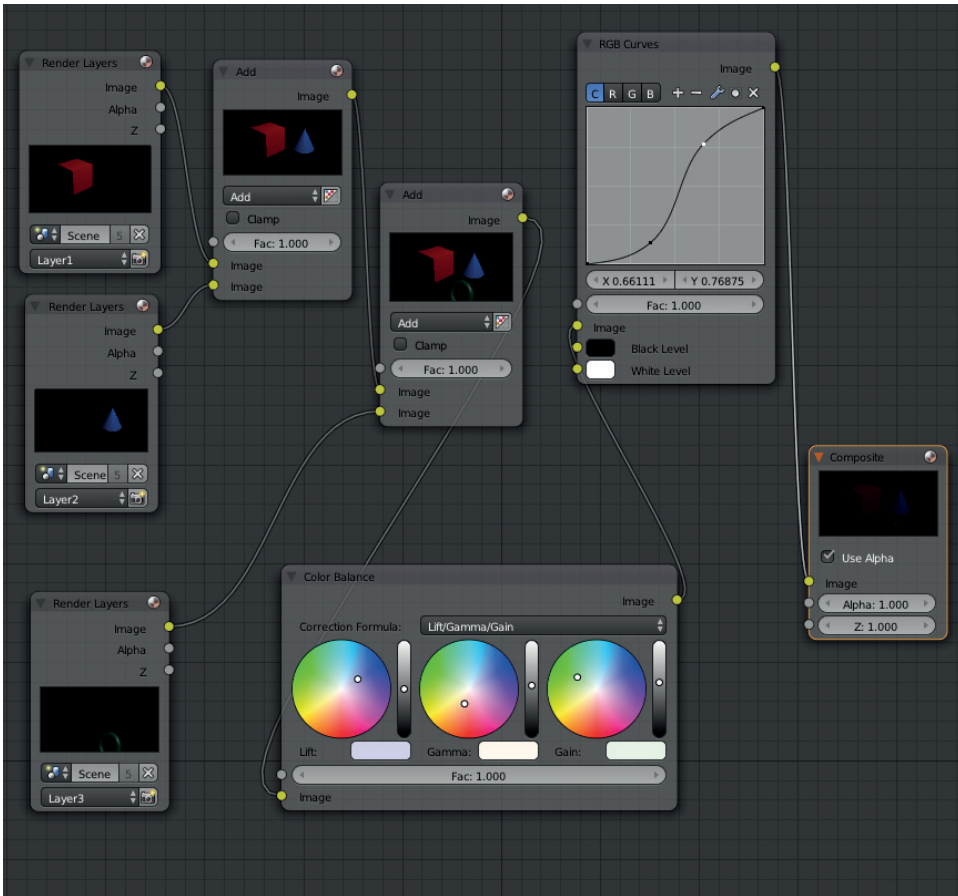 Render Layers
Image
Alpha
Z
Scene 5
Layer1
Render Layers
Image
Alpha
Z
Scene 5
Layer2
Render Layers
Image
Alpha
Z
Scene 5
Layer3
Add
Image
Add
Clamp
Fac: 1.000
Image
Image
Add
Image
Add
Clamp
Fac: 1.000
Image
Image
Color Balance
Image
Correction Formula: Lift/Gamma/Gain
Lift: Gamma: Gain:
Fac: 1.000
Image
RGB Curves
Image
C R G B
X 0.66111 Y 0.76875
Fac: 1.000
Image
Black Level
White Level
Composite
Use Alpha
Image
Alpha: 1.000
Z: 1.000